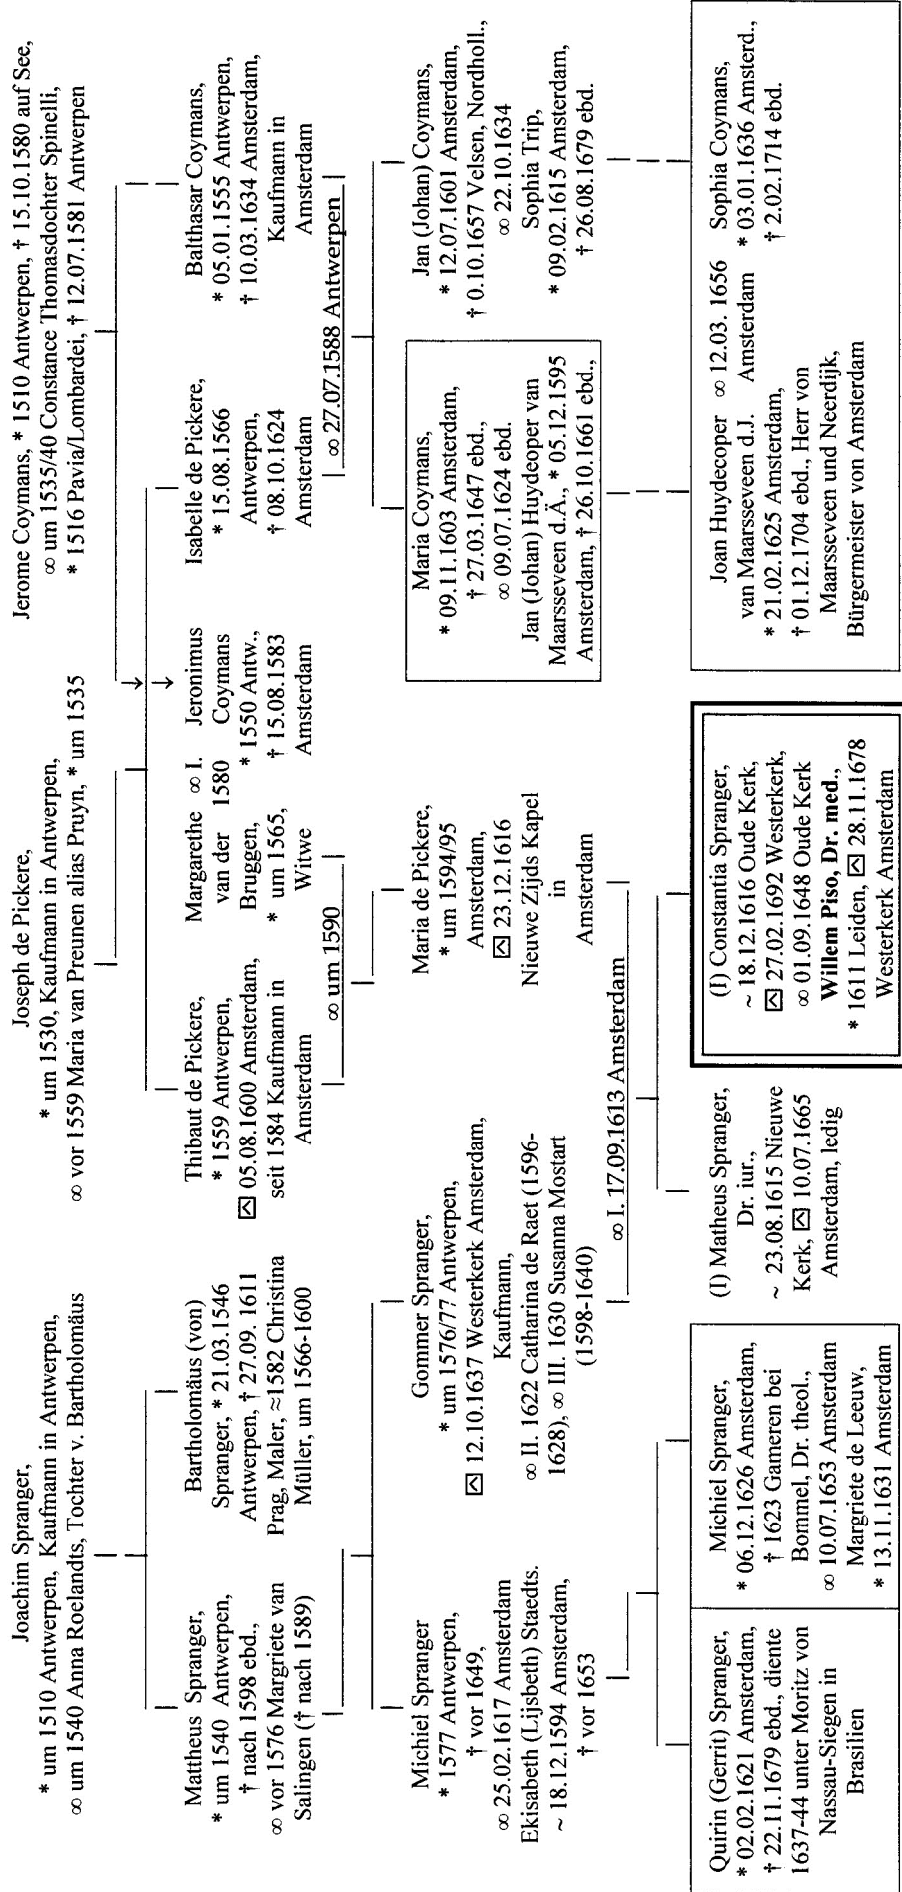 Joachim Spranger,
* um 1510 Antwerpen, Kaufmann in Antwerpen,
∞ um 1540 Anna Roelandts, Tochter v. Bartholomäus
Joseph de Pickere,
* um 1530, Kaufmann in Antwerpen,
∞ vor 1559 Maria van Preunen alias Pruyn, * um 1535
Jerome Coymans, * 1510 Antwerpen, † 15.10.1580 auf See,
∞ um 1535/40 Constance Thomasdochter Spinelli,
* 1516 Pavia/Lombardei, † 12.07.1581 Antwerpen
Mattheus Spranger,
* um 1540 Antwerpen,
† nach 1598 ebd.,
∞ vor 1576 Margriete van
Salingen († nach 1589)
Bartholomäus (von)
Spranger, * 21.03.1546
Antwerpen, † 27.09. 1611
Prag, Maler, ≈1582 Christina
Müller, um 1566-1600
Thibaut de Pickere,
* 1559 Antwerpen,
⚰ 05.08.1600 Amsterdam,
seit 1584 Kaufmann in
Amsterdam
Margarethe ∞ I.
van der 1580
Bruggen,
* um 1565,
Witwe
Jeronimus
Coymans
* 1550 Antw.,
† 15.08.1583
Amsterdam
Isabelle de Pickere,
* 15.08.1566
Antwerpen,
† 08.10.1624
Amsterdam
Balthasar Coymans,
* 05.01.1555 Antwerpen,
† 10.03.1634 Amsterdam,
Kaufmann in
Amsterdam
∞ um 1590
∞ 27.07.1588 Antwerpen
Michiel Spranger
* 1577 Antwerpen,
† vor 1649,
∞ 25.02.1617 Amsterdam
Ekisabeth (Lijsbeth) Staedts.
~ 18.12.1594 Amsterdam,
† vor 1653
Gommer Spranger,
* um 1576/77 Antwerpen,
⚰ 12.10.1637 Westerkerk Amsterdam,
Kaufmann,
∞ II. 1622 Catharina de Raet (1596-
1628), ∞ III. 1630 Susanna Mostart
(1598-1640)
Maria de Pickere,
* um 1594/95
Amsterdam,
⚰ 23.12.1616
Nieuwe Zijds Kapel
in
Amsterdam
Maria Coymans,
* 09.11.1603 Amsterdam,
† 27.03.1647 ebd.,
∞ 09.07.1624 ebd.
Jan (Johan) Huydeoper van
Maarsseveen d.Ä., * 05.12.1595
Amsterdam, † 26.10.1661 ebd.,
Jan (Johan) Coymans,
* 12.07.1601 Amsterdam,
† 0.10.1657 Velsen, Nordholl.,
∞ 22.10.1634
Sophia Trip,
* 09.02.1615 Amsterdam,
† 26.08.1679 ebd.
∞ I. 17.09.1613 Amsterdam
Quirin (Gerrit) Spranger,
* 02.02.1621 Amsterdam,
† 22.11.1679 ebd., diente
1637-44 unter Moritz von
Nassau-Siegen in
Brasilien
Michiel Spranger,
* 06.12.1626 Amsterdam,
† 1623 Gameren bei
Bommel, Dr. theol.,
∞ 10.07.1653 Amsterdam
Margriete de Leeuw,
* 13.11.1631 Amsterdam
(I) Matheus Spranger,
Dr. iur.,
~ 23.08.1615 Nieuwe
Kerk, ⚰ 10.07.1665
Amsterdam, ledig
(I) Constantia Spranger,
~ 18.12.1616 Oude Kerk,
⚰ 27.02.1692 Westerkerk,
∞ 01.09.1648 Oude Kerk
Willem Piso, Dr. med.,
* 1611 Leiden, ⚰ 28.11.1678
Westerkerk Amsterdam
Joan Huydecoper ∞ 12.03. 1656
van Maarsseveen d.J. Amsterdam
* 21.02.1625 Amsterdam,
† 01.12.1704 ebd., Herr von
Maarsseveen und Neerdijk,
Bürgermeister von Amsterdam
Sophia Coymans,
* 03.01.1636 Amsterd.,
† 2.02.1714 ebd.